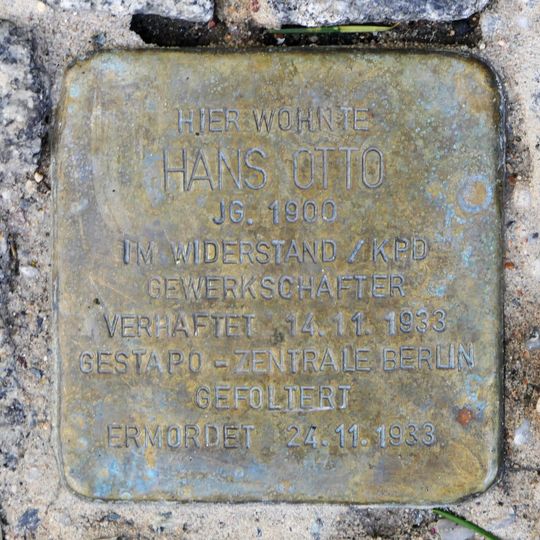 HIER WOHNTE
HANS OTTO
JG. 1900
IM WIDERSTAND / KPD
GEWERKSCHAFTER
VERHAFTET 14.11.1933
GESTAPO - ZENTRALE BERLIN
GEFOLTERT
ERMORDET 24.11.1933